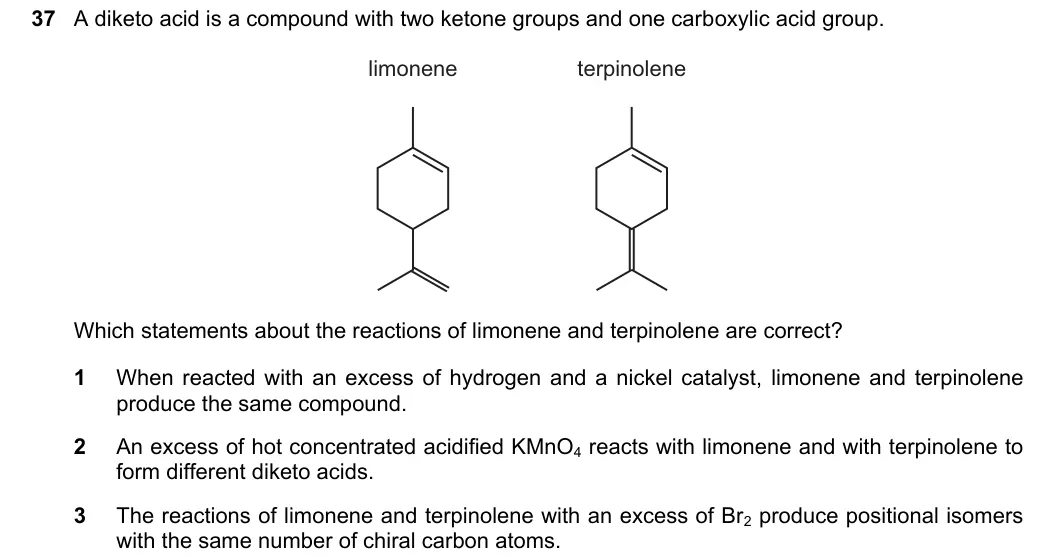 37 A diketo acid is a compound with two ketone groups and one carboxylic acid group.
limonene terpinolene
Which statements about the reactions of limonene and terpinolene are correct?
1 When reacted with an excess of hydrogen and a nickel catalyst, limonene and terpinolene
produce the same compound.
2 An excess of hot concentrated acidified KMnO₄ reacts with limonene and with terpinolene to
form different diketo acids.
3 The reactions of limonene and terpinolene with an excess of Br₂ produce positional isomers
with the same number of chiral carbon atoms.